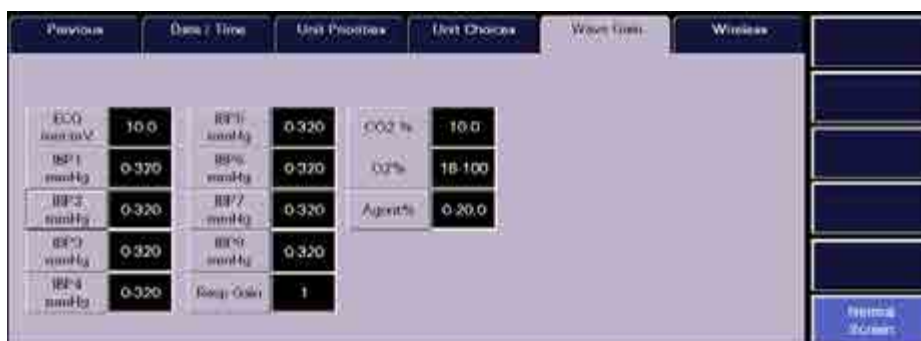 Previous Date / Time Unit Priorities Unit Choices Wave Gain Wireless
ECG mm/mV 10.0 IBP5 mmHg 0-320 CO2 % 10.0
IBP1 mmHg 0-320 IBP6 mmHg 0-320 O2% 18-100
IBP2 mmHg 0-320 IBP7 mmHg 0-320 Agent% 0-20.0
IBP3 mmHg 0-320 IBP8 mmHg 0-320
IBP4 mmHg 0-320 Resp Gain 1
Normal
Screen